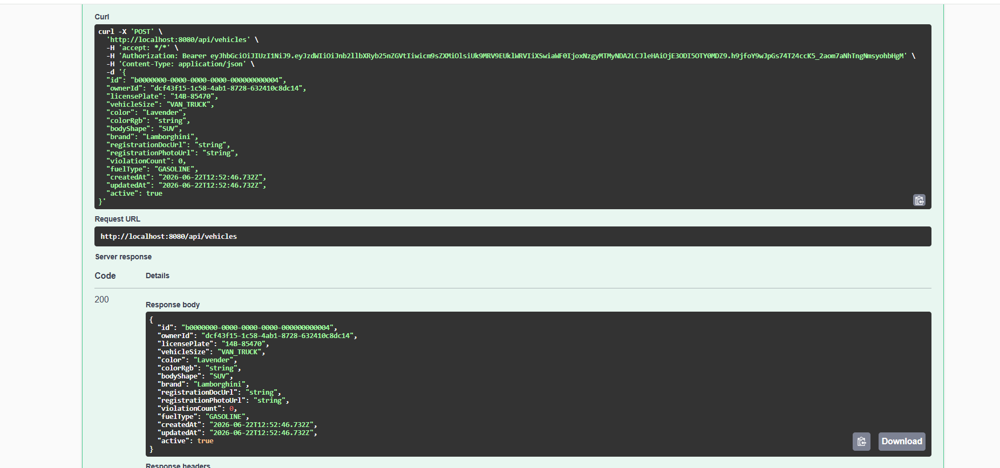 Curl
curl -X 'POST' \
'http://localhost:8080/api/vehicles' \
-H 'accept: */*' \
-H 'Authorization: Bearer eyJhbGciOiJIUzI1NiJ9.eyJzdWIiOiJnb2llbXRyb25nZGVtIiwicm9sZXMiOlsiUk9MRV9EUklWRVIiXSwiaWF0IjoxNzgyMTMyNDA2LCJleHAiOjE3ODI5OTY0MDZ9.h9jfoY9wJpGs74T24ccK5_2aom7aNhTngNmsyohbHgM' \
-H 'Content-Type: application/json' \
-d '{
"id": "b0000000-0000-0000-0000-000000000004",
"ownerId": "dcf43f15-1c58-4ab1-8728-632410c8dc14",
"licensePlate": "14B-85470",
"vehicleSize": "VAN_TRUCK",
"color": "Lavender",
"colorRgb": "string",
"bodyShape": "SUV",
"brand": "Lamborghini",
"registrationDocUrl": "string",
"registrationPhotoUrl": "string",
"violationCount": 0,
"fuelType": "GASOLINE",
"createdAt": "2026-06-22T12:52:46.732Z",
"updatedAt": "2026-06-22T12:52:46.732Z",
"active": true
}'
Request URL
http://localhost:8080/api/vehicles
Server response
Code Details
200
Response body
{
"id": "b0000000-0000-0000-0000-000000000004",
"ownerId": "dcf43f15-1c58-4ab1-8728-632410c8dc14",
"licensePlate": "14B-85470",
"vehicleSize": "VAN_TRUCK",
"color": "Lavender",
"colorRgb": "string",
"bodyShape": "SUV",
"brand": "Lamborghini",
"registrationDocUrl": "string",
"registrationPhotoUrl": "string",
"violationCount": 0,
"fuelType": "GASOLINE",
"createdAt": "2026-06-22T12:52:46.732Z",
"updatedAt": "2026-06-22T12:52:46.732Z",
"active": true
}
Download
Response headers